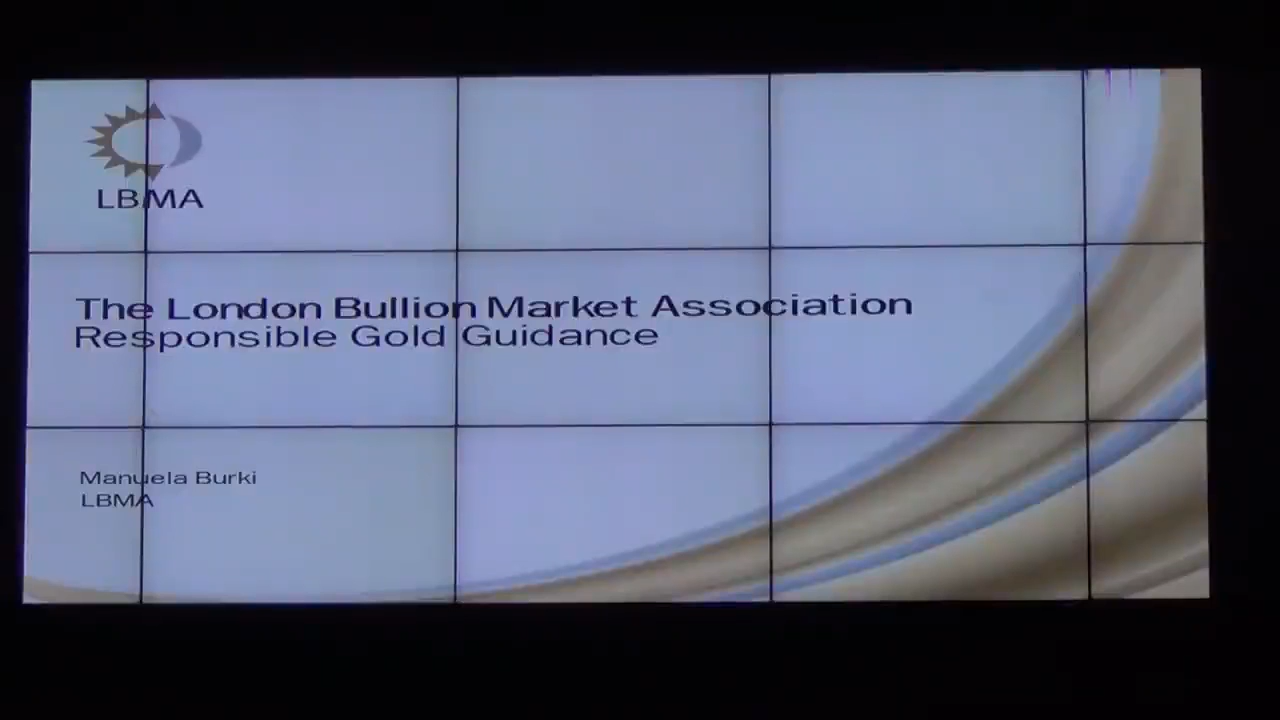 LBMA
The London Bullion Market Association
Responsible Gold Guidance
Manuela Burki
LBMA